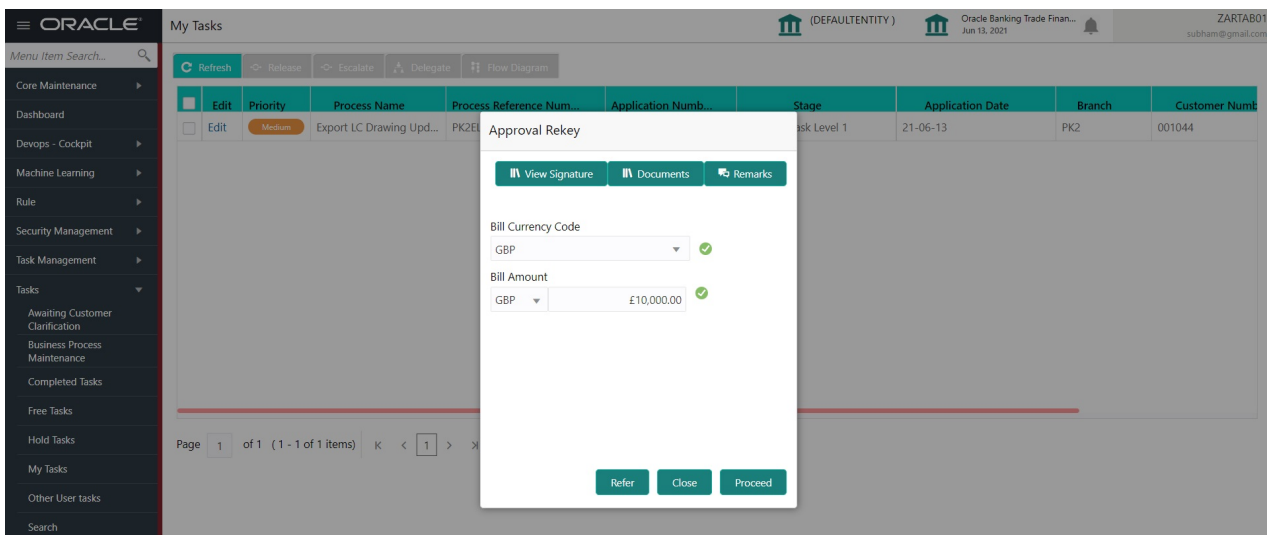 ORACLE
My Tasks
(DEFAULTENTITY )
Oracle Banking Trade Finan...
Jun 13, 2021
ZARTAB01
subham@gmail.com
Menu Item Search...
Core Maintenance
Dashboard
Devops - Cockpit
Machine Learning
Rule
Security Management
Task Management
Tasks
Awaiting Customer
Clarification
Business Process
Maintenance
Completed Tasks
Free Tasks
Hold Tasks
My Tasks
Other User tasks
Search
Refresh Release Escalate Delegate Flow Diagram
Edit Priority Process Name Process Reference Num... Application Numb... Stage Application Date Branch Customer Numb
Edit Medium Export LC Drawing Upd... PK2EL ask Level 1 21-06-13 PK2 001044
Approval Rekey
View Signature Documents Remarks
Bill Currency Code
GBP
Bill Amount
GBP £10,000.00
Refer Close Proceed
Page 1 of 1 ( 1 - 1 of 1 items) K < 1 >